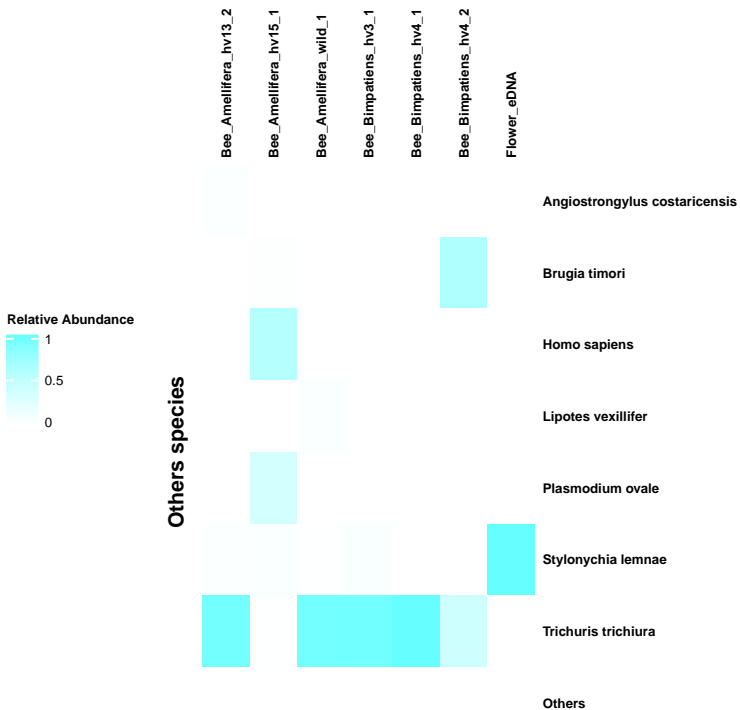 Bee_Amellifera_hv13_2
Bee_Amellifera_hv15_1
Bee_Amellifera_wild_1
Bee_Bimpatiens_hv3_1
Bee_Bimpatiens_hv4_1
Bee_Bimpatiens_hv4_2
Flower_eDNA
Angiostrongylus costaricensis
Brugia timori
Homo sapiens
Lipotes vexillifer
Plasmodium ovale
Stylonychia lemnae
Trichuris trichiura
Others
Others species
Relative Abundance
1
0.5
0